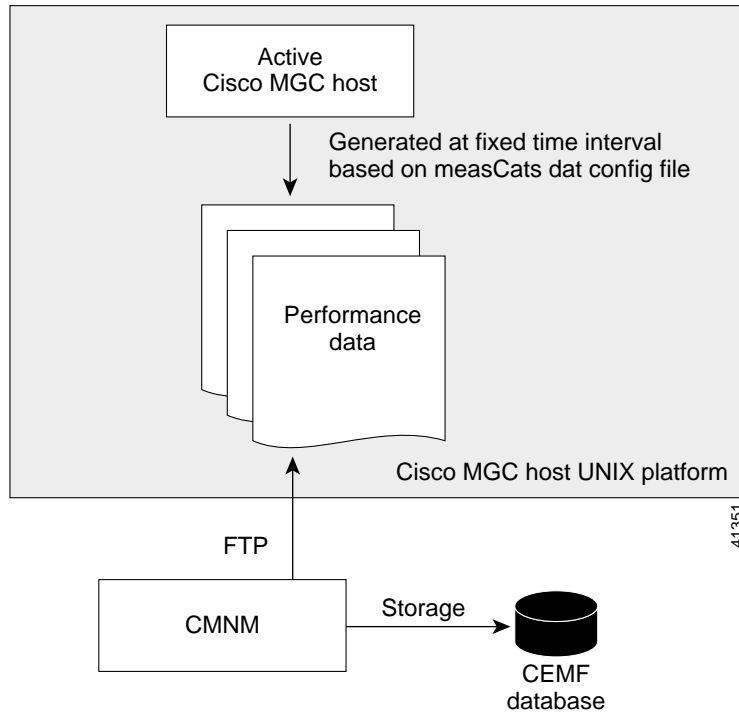 Active
Cisco MGC host
Generated at fixed time interval
based on measCats dat config file
Performance
data
Cisco MGC host UNIX platform
41351
FTP
CMNM
Storage
CEMF
database